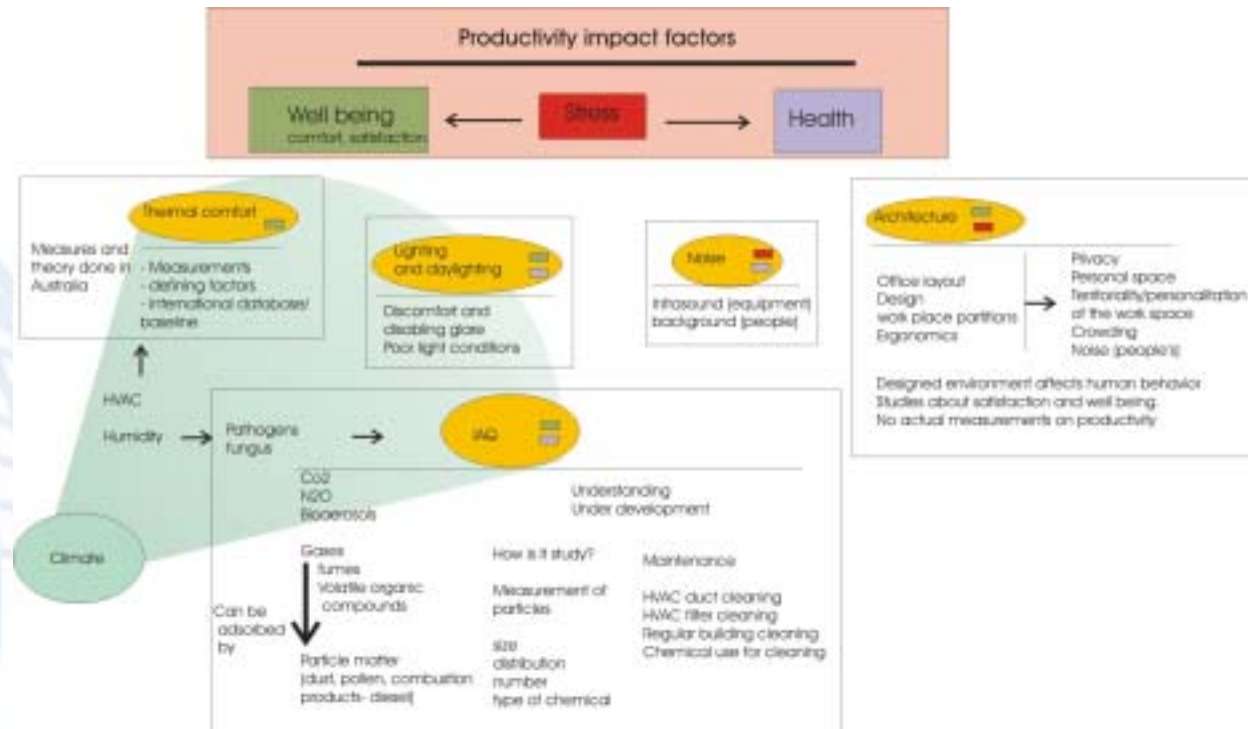 Productivity impact factors
Well being
comfort, satisfaction
Stress
Health
Thermal comfort
Measures and
theory done in
Australia
- Measurements
- defining factors
- international databases/
baseline
Lighting
and daylighting
Discomfort and
disabling glare
Poor light conditions
Noise
Infrasound (equipment)
background (people)
Architecture
Office layout
Design
work place partitions
Ergonomics
Privacy
Personal space
Territoriality/personalitation
of the work space
Crowding
Noise (people's)
Designed environment affects human behavior
Studies about satisfaction and well being.
No actual measurements on productivity
HVAC
Humidity
Pathogens
fungus
IAQ
Climate
Co2
N2O
Bioaerosols
Understanding
Under development
Gases
fumes
Volatile organic
compounds
Can be
adsorbed
by
Particle matter
(dust, pollen, combustion
products- diesel)
How is it study?
Measurement of
particles
size
distribution
number
type of chemical
Maintenance
HVAC duct cleaning
HVAC filter cleaning
Regular building cleaning
Chemical use for cleaning